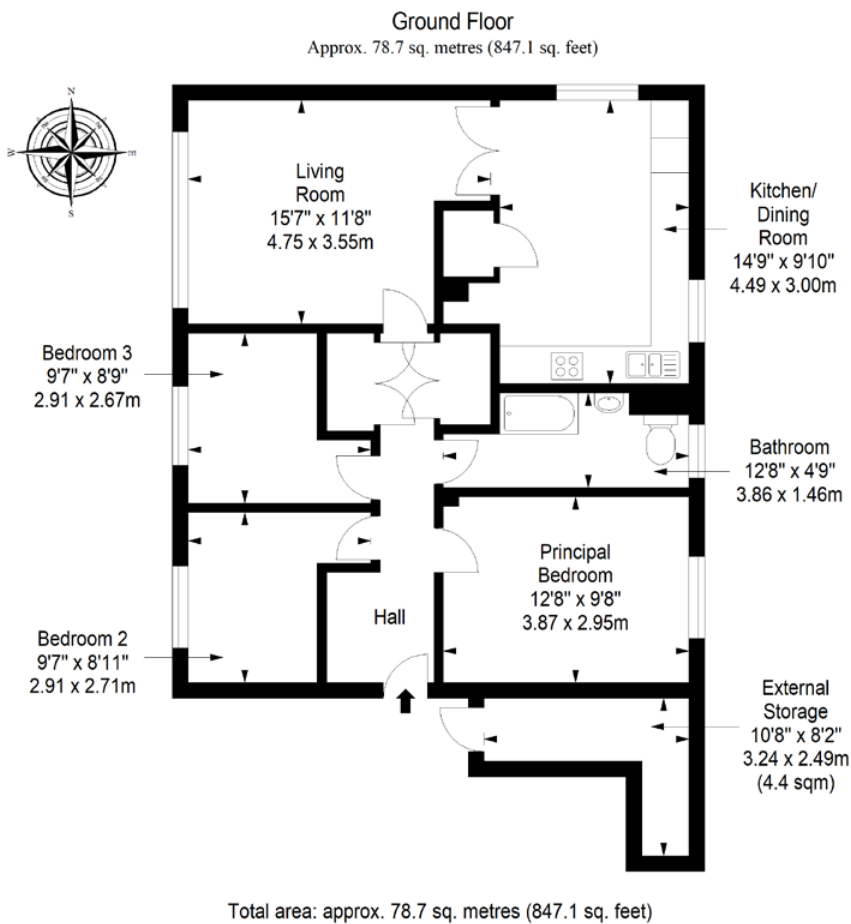 Ground Floor
Approx. 78.7 sq. metres (847.1 sq. feet)
N
W
E
S
Living
Room
15'7" x 11'8"
4.75 x 3.55m
Kitchen/
Dining
Room
14'9" x 9'10"
4.49 x 3.00m
Bedroom 3
9'7" x 8'9"
2.91 x 2.67m
Bathroom
12'8" x 4'9"
3.86 x 1.46m
Principal
Bedroom
12'8" x 9'8"
3.87 x 2.95m
Hall
Bedroom 2
9'7" x 8'11"
2.91 x 2.71m
External
Storage
10'8" x 8'2"
3.24 x 2.49m
(4.4 sqm)
Total area: approx. 78.7 sq. metres (847.1 sq. feet)